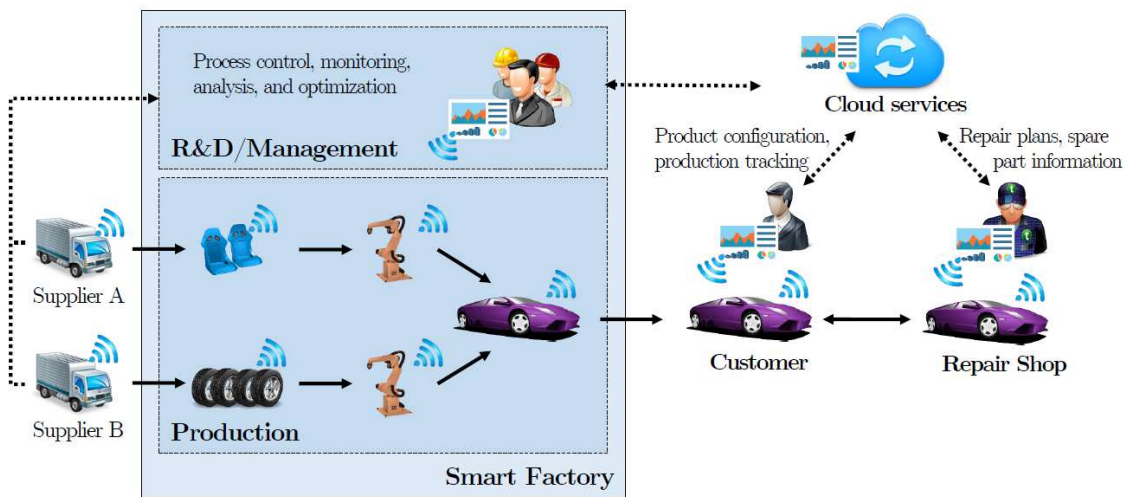 Process control, monitoring,
analysis, and optimization
R&D/Management
Cloud services
Product configuration,
production tracking
Repair plans, spare
part information
Supplier A
Supplier B
Production
Smart Factory
Customer
Repair Shop